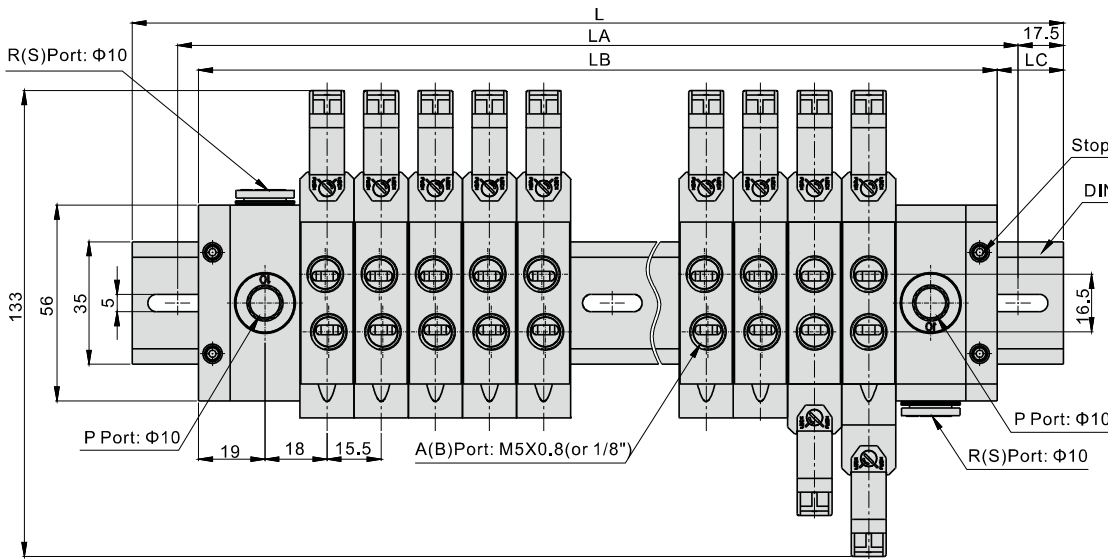 L
LA
17.5
R(S)Port: Φ10
LB
LC
Stop
DIN
133
56
35
5
16.5
P Port: Φ10
19
18
15.5
A(B)Port: M5X0.8(or 1/8")
P Port: Φ10
R(S)Port: Φ10